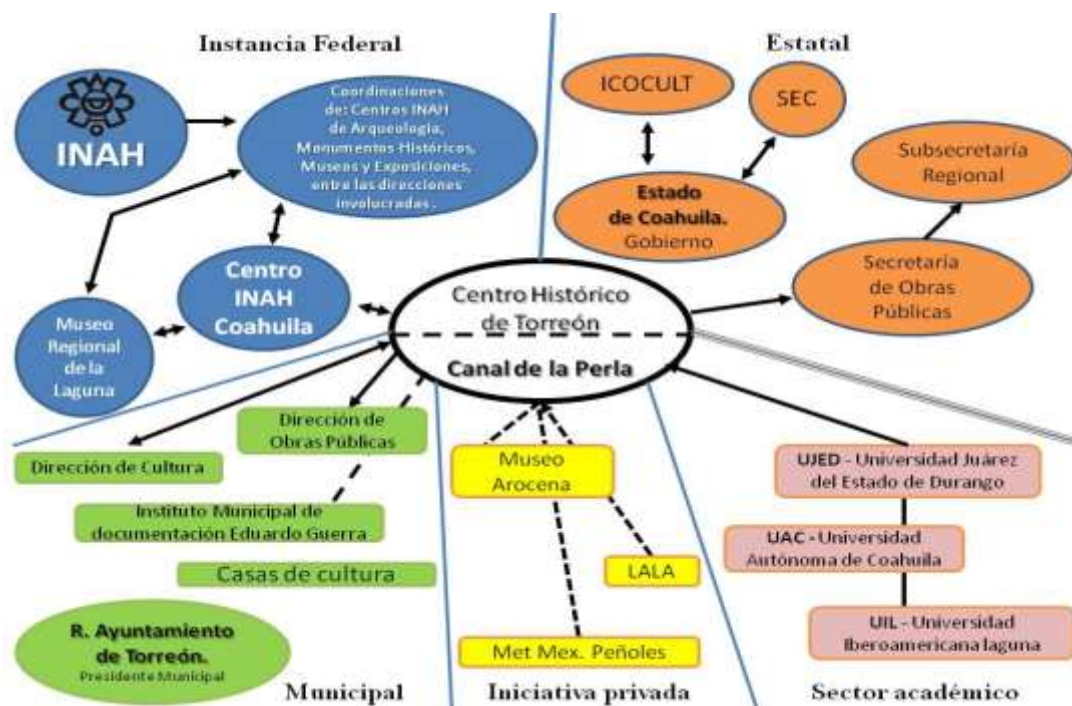 Instancia Federal
INAH
Coordinaciones
de: Centros INAH
de Arqueología,
Monumentos Históricos,
Museos y Exposiciones,
entre las direcciones
involucradas.
Centro
INAH
Coahuila
Museo
Regional
de la
Laguna
Estatal
ICOCULT
SEC
Estado
de Coahuila.
Gobierno
Subsecretaría
Regional
Secretaría
de Obras
Públicas
Centro Histórico
de Torreón
Canal de la Perla
Dirección de
Obras Públicas
Dirección de Cultura
Instituto Municipal de
documentación Eduardo Guerra
Casas de cultura
R. Ayuntamiento
de Torreón.
Presidente Municipal
Municipal
Museo
Arocena
LALA
Met Mex. Peñoles
Iniciativa privada
UJED - Universidad Juárez
del Estado de Durango
UAC - Universidad
Autónoma de Coahuila
UIL - Universidad
Iberoamericana laguna
Sector académico